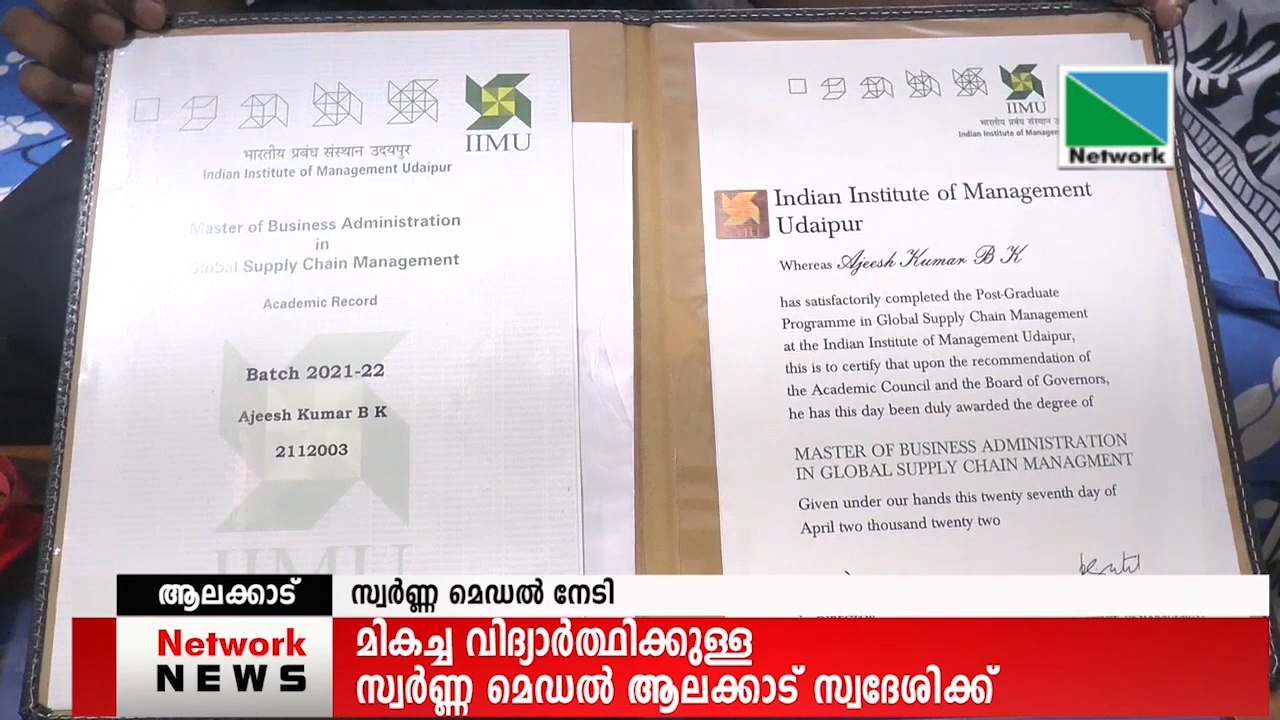 IIMU
भारतीय प्रबंध संस्थान उदयपुर
Indian Institute of Management Udaipur
Master of Business Administration
in
Global Supply Chain Management
Academic Record
Batch 2021-22
Ajeesh Kumar B K
2112003
IIMU
IIMU
भारतीय प्रबंध संस्थान
Indian Institute of
Network
Indian Institute of Management
Udaipur
Whereas Ajeesh Kumar B K
has satisfactorily completed the Post-Graduate
Programme in Global Supply Chain Management
at the Indian Institute of Management Udaipur,
this is to certify that upon the recommendation of
the Academic Council and the Board of Governors,
he has this day been duly awarded the degree of
MASTER OF BUSINESS ADMINISTRATION
IN GLOBAL SUPPLY CHAIN MANAGMENT
Given under our hands this twenty seventh day of
April two thousand twenty two
ആലക്കാട്
സ്വർണ്ണ മെഡൽ നേടി
Network
NEWS
മികച്ച വിദ്യാർത്ഥിക്കുള്ള
സ്വർണ്ണ മെഡൽ ആലക്കാട് സ്വദേശിക്ക്